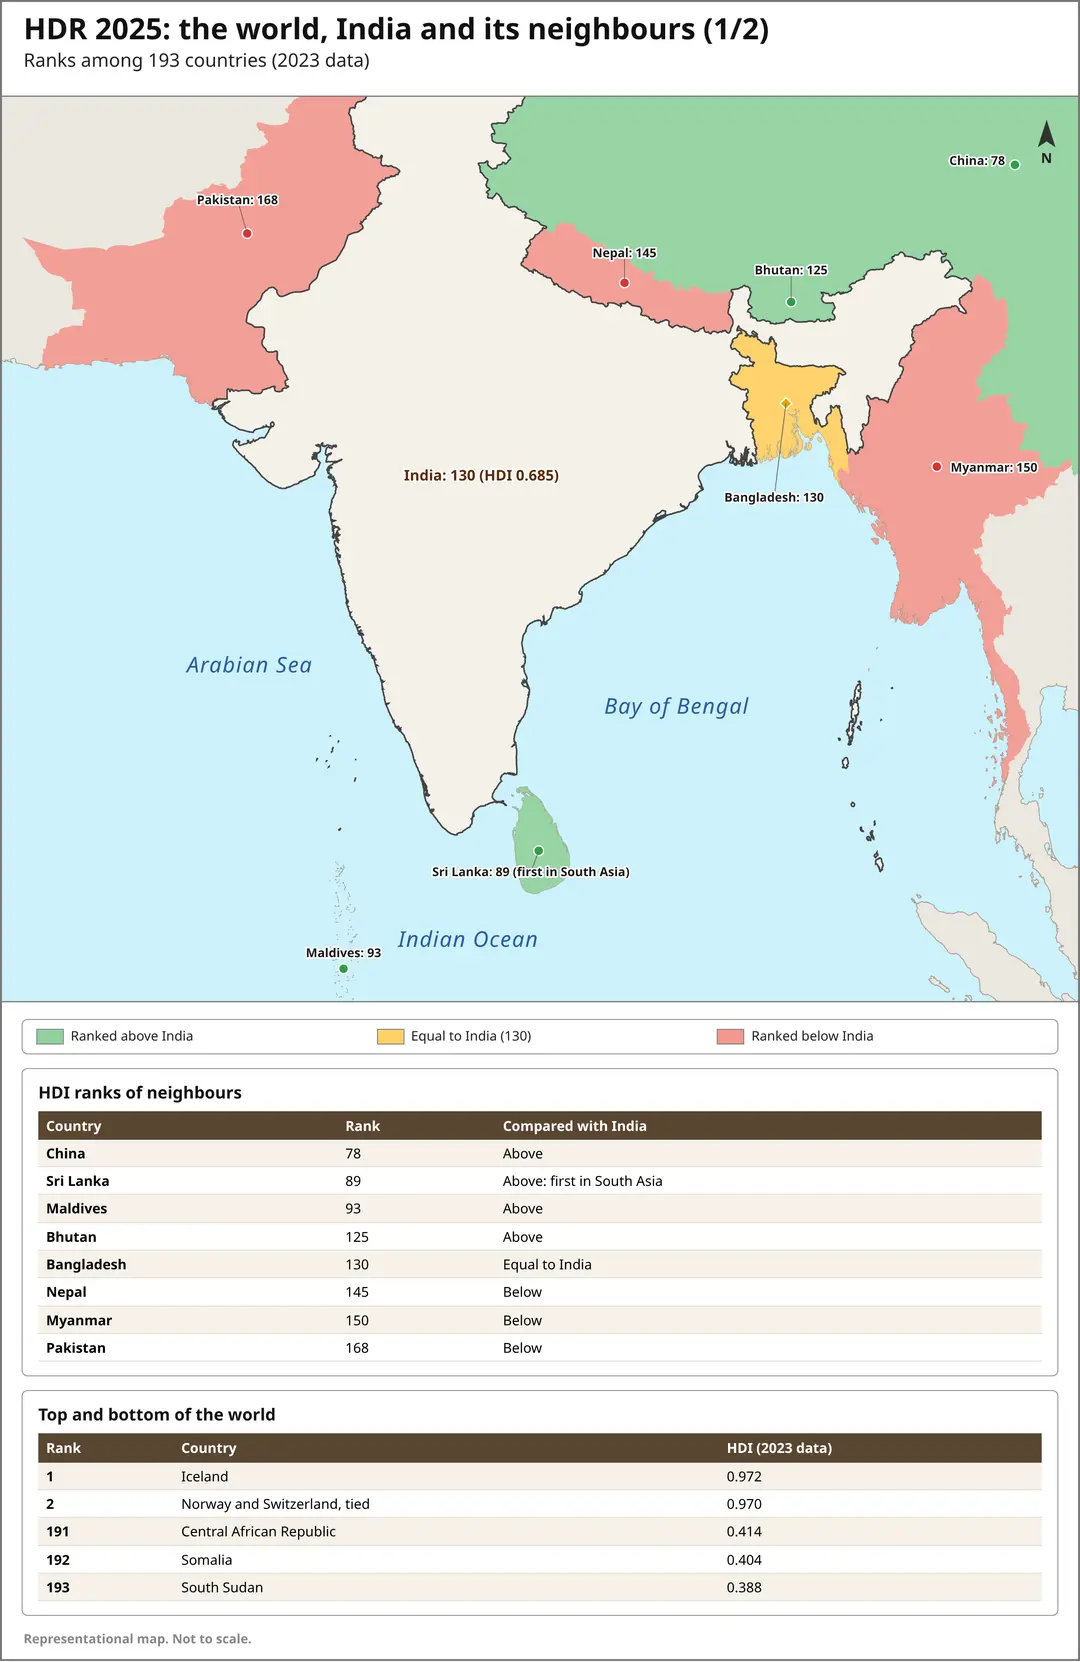 HDR 2025: the world, India and its neighbours (1/2)
Ranks among 193 countries (2023 data)
China: 78
N
Pakistan: 168
Nepal: 145
Bhutan: 125
Myanmar: 150
India: 130 (HDI 0.685)
Bangladesh: 130
Arabian Sea
Bay of Bengal
Sri Lanka: 89 (first in South Asia)
Indian Ocean
Maldives: 93
Ranked above India
Equal to India (130)
Ranked below India
HDI ranks of neighbours
Country Rank Compared with India
China 78 Above
Sri Lanka 89 Above: first in South Asia
Maldives 93 Above
Bhutan 125 Above
Bangladesh 130 Equal to India
Nepal 145 Below
Myanmar 150 Below
Pakistan 168 Below
Top and bottom of the world
Rank Country HDI (2023 data)
1 Iceland 0.972
2 Norway and Switzerland, tied 0.970
191 Central African Republic 0.414
192 Somalia 0.404
193 South Sudan 0.388
Representational map. Not to scale.